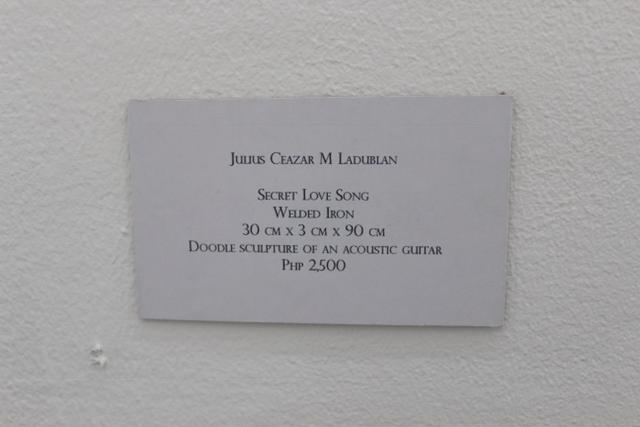 Julius Ceazar M Ladublan
Secret Love Song
Welded Iron
30 cm x 3 cm x 90 cm
Doodle sculpture of an acoustic guitar
Php 2,500